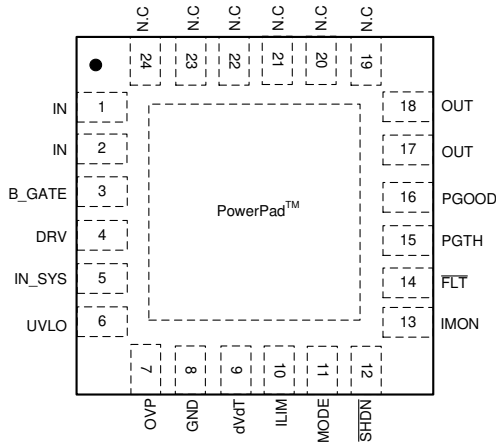 N.C N.C N.C N.C N.C N.C
24 23 22 21 20 19
IN 1 18 OUT
IN 2 17 OUT
B_GATE 3 16 PGOOD
PowerPad™
DRV 4 15 PGTH
IN_SYS 5 14 FLT
UVLO 6 13 IMON
7 8 9 10 11 12
OVP GND dVdT ILIM MODE SHDN